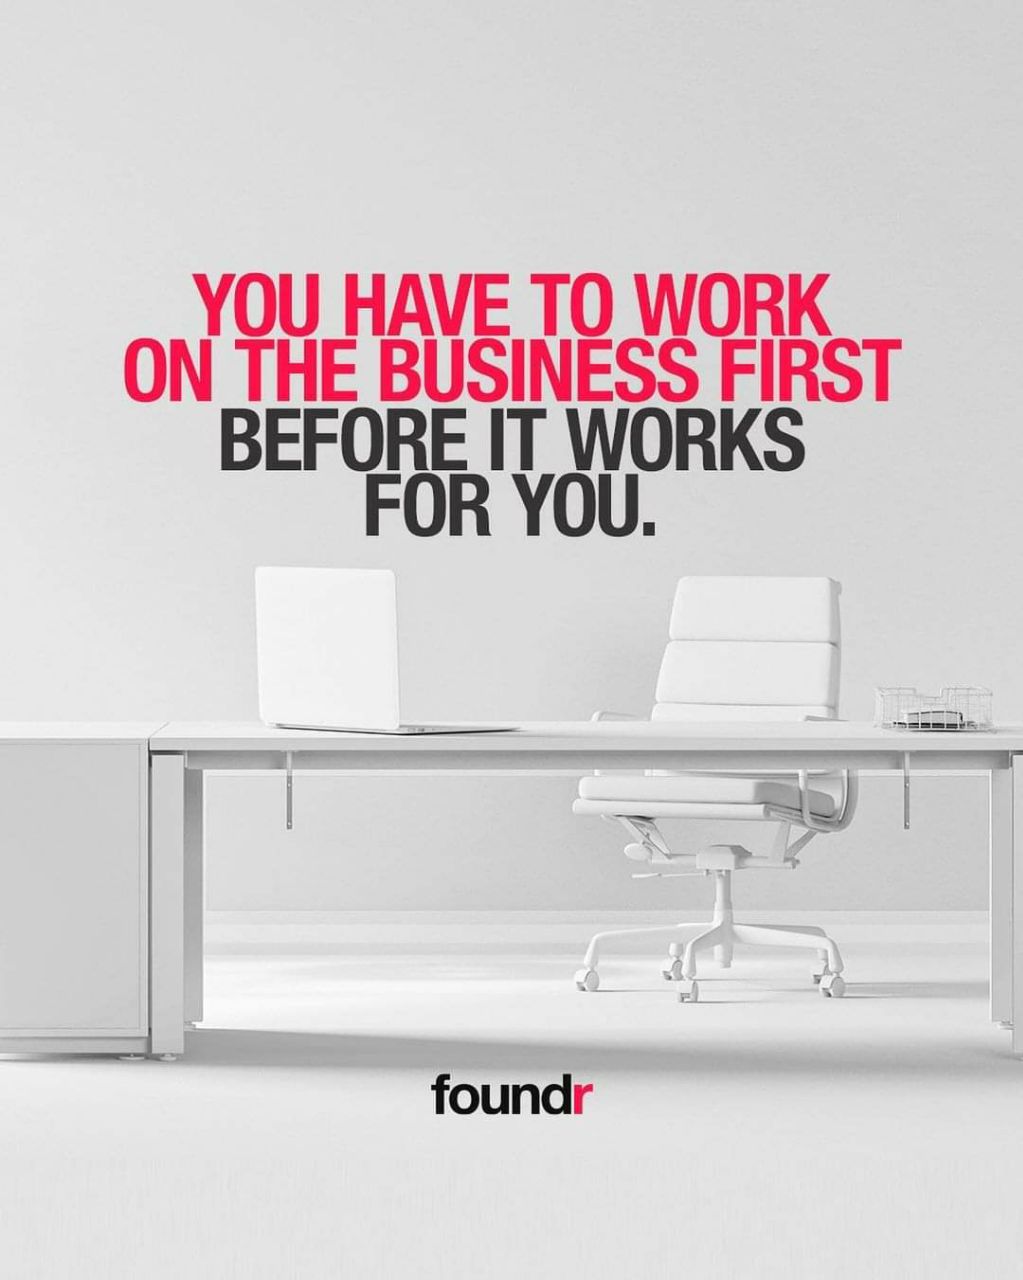 YOU HAVE TO WORK
ON THE BUSINESS FIRST
BEFORE IT WORKS
FOR YOU.
foundr